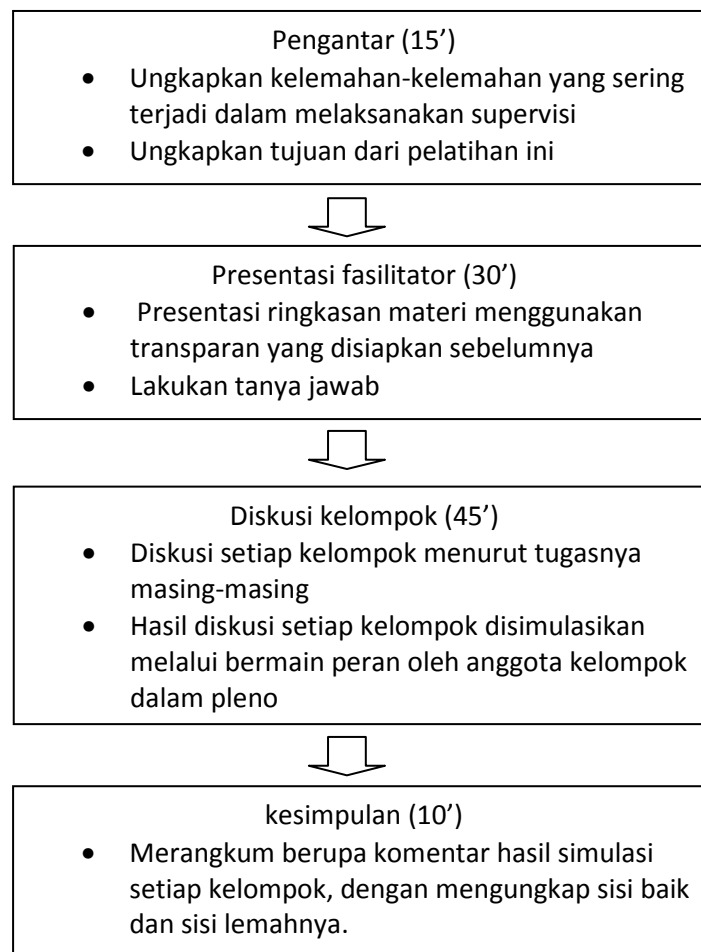 Pengantar (15’)
• Ungkapkan kelemahan-kelemahan yang sering
terjadi dalam melaksanakan supervisi
• Ungkapkan tujuan dari pelatihan ini
Presentasi fasilitator (30’)
• Presentasi ringkasan materi menggunakan
transparan yang disiapkan sebelumnya
• Lakukan tanya jawab
Diskusi kelompok (45’)
• Diskusi setiap kelompok menurut tugasnya
masing-masing
• Hasil diskusi setiap kelompok disimulasikan
melalui bermain peran oleh anggota kelompok
dalam pleno
kesimpulan (10’)
• Merangkum berupa komentar hasil simulasi
setiap kelompok, dengan mengungkap sisi baik
dan sisi lemahnya.